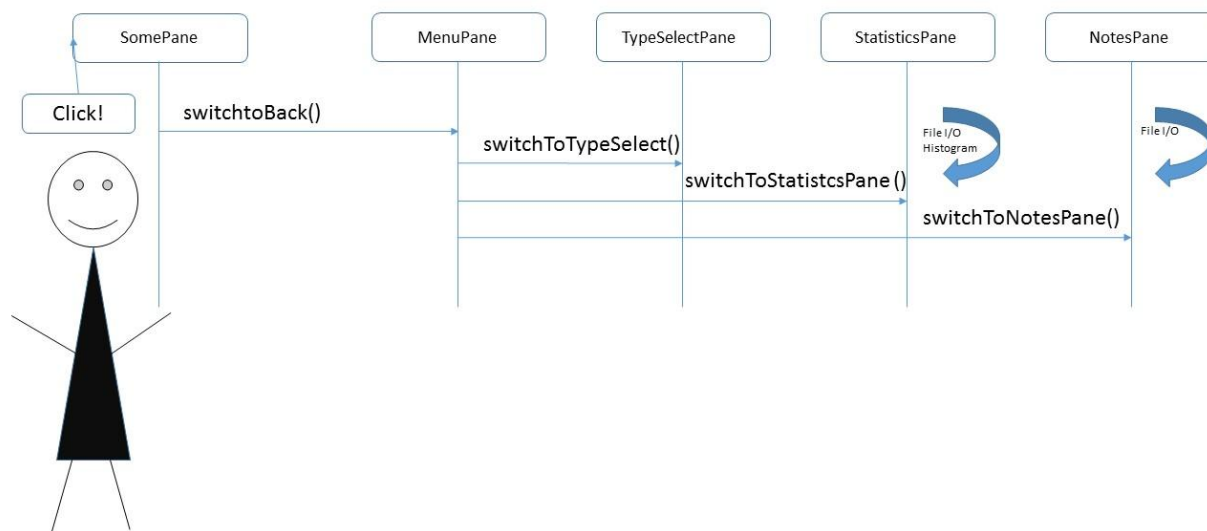 SomePane
MenuPane
TypeSelectPane
StatisticsPane
NotesPane
Click!
switchtoBack()
File I/O
Histogram
File I/O
switchToTypeSelect()
switchToStatistcsPane ()
switchToNotesPane()